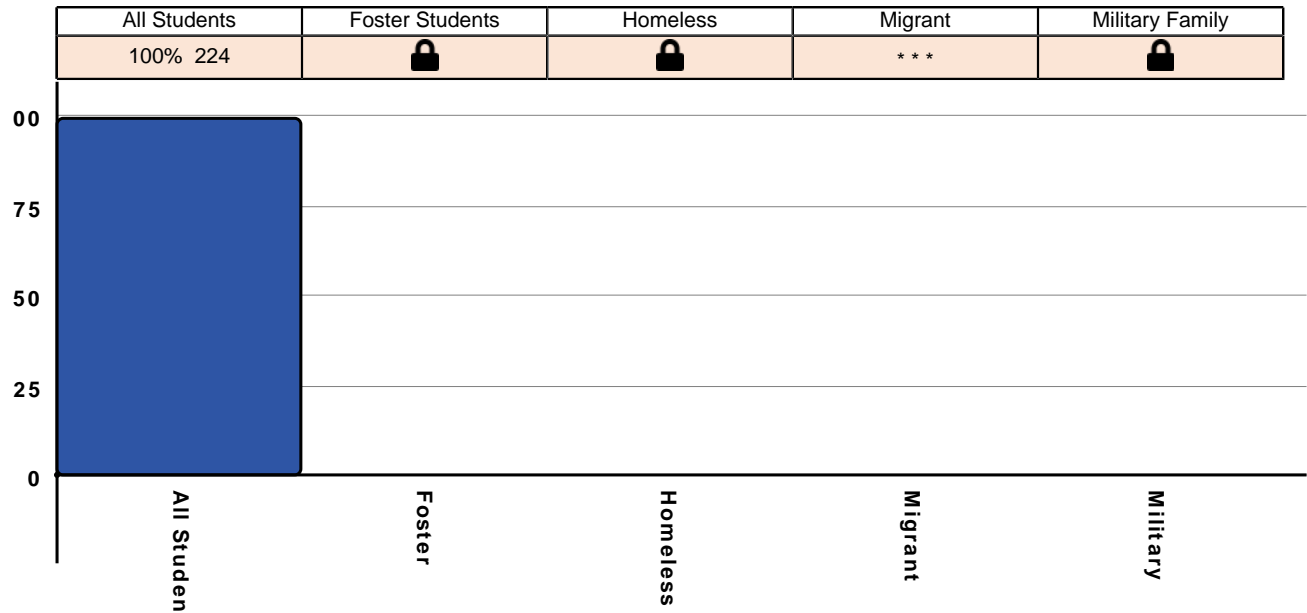 All Students Foster Students Homeless Migrant Military Family
100% 224 * * *
00
75
50
25
0
All Studen
Foster
Homeless
Migrant
Military